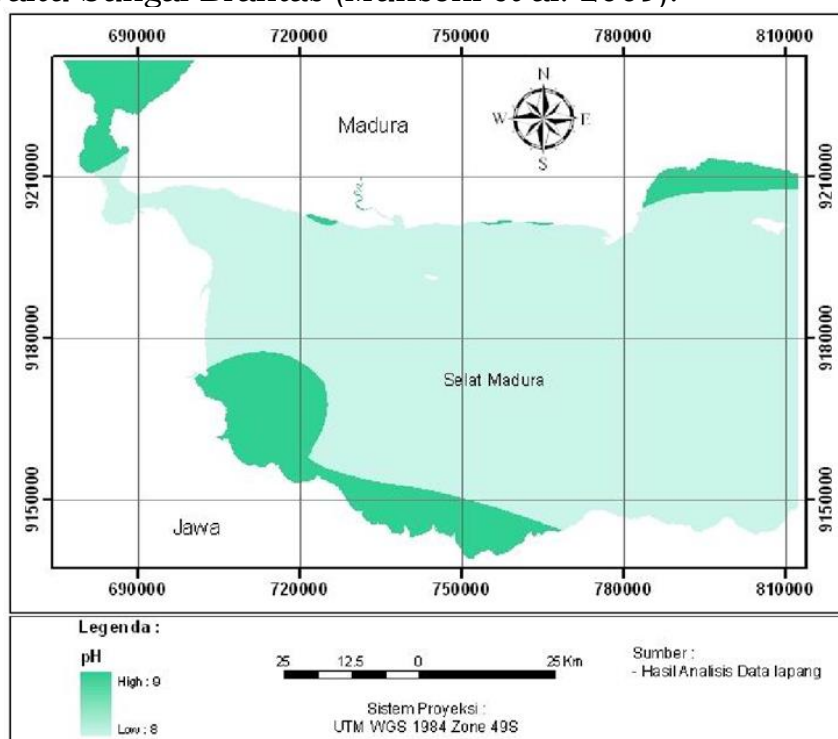 690000 720000 750000 780000 810000
N
W E
S
Madura
9210000 9210000
9180000 9180000
Selat Madura
9150000 9150000
Jawa
690000 720000 750000 780000 810000
Legenda :
pH
High : 9
Low : 8
25 12.5 0 25 Km
Sistem Proyeksi :
UTM WGS 1984 Zone 49S
Sumber :
- Hasil Analisis Data lapang